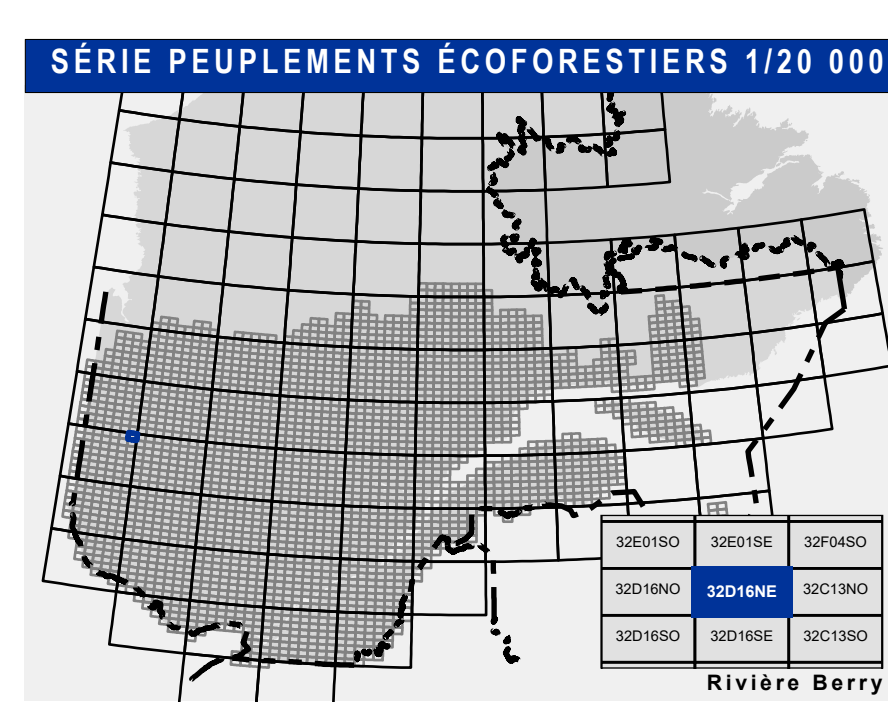 SÉRIE PEUPLEMENTS ÉCOFORESTIERS 1/20 000
32E01SO 32E01SE 32F04SO
32D16NO 32D16NE 32C13NO
32D16SO 32D16SE 32C13SO
Rivière Berry